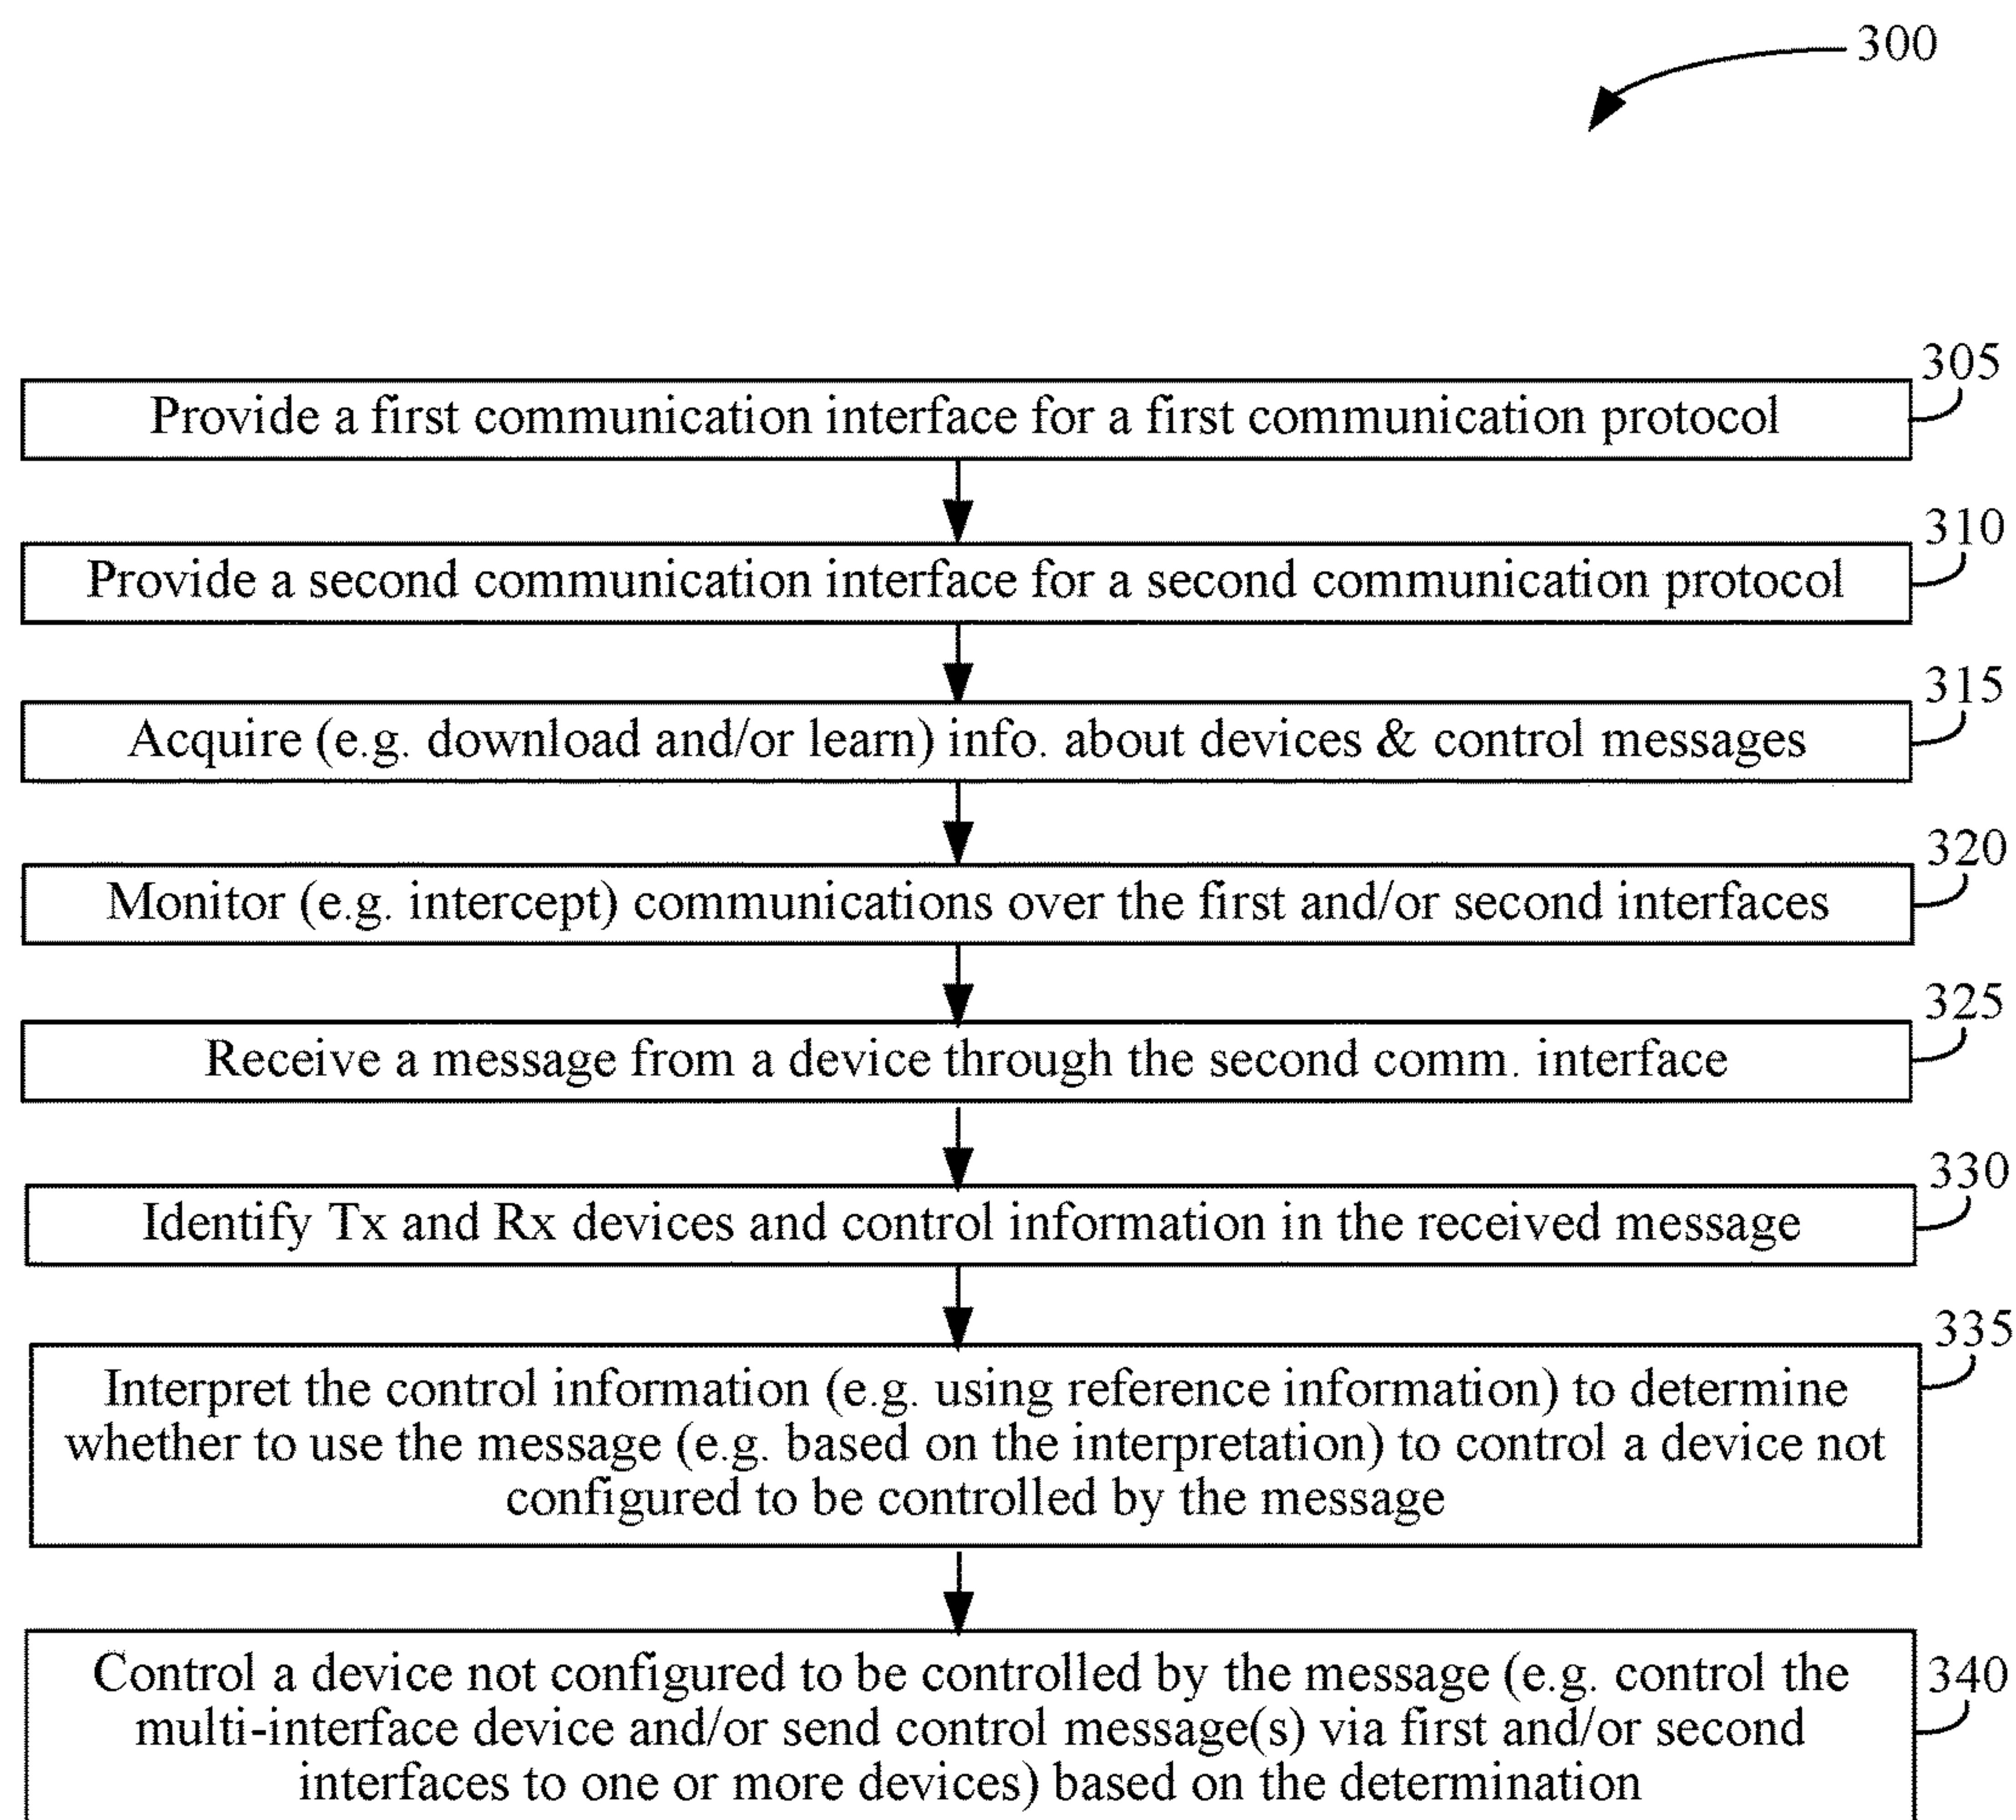 300
305
Provide a first communication interface for a first communication protocol
310
Provide a second communication interface for a second communication protocol
315
Acquire (e.g. download and/or learn) info. about devices & control messages
320
Monitor (e.g. intercept) communications over the first and/or second interfaces
325
Receive a message from a device through the second comm. interface
330
Identify Tx and Rx devices and control information in the received message
335
Interpret the control information (e.g. using reference information) to determine
whether to use the message (e.g. based on the interpretation) to control a device not
configured to be controlled by the message
340
Control a device not configured to be controlled by the message (e.g. control the
multi-interface device and/or send control message(s) via first and/or second
interfaces to one or more devices) based on the determination